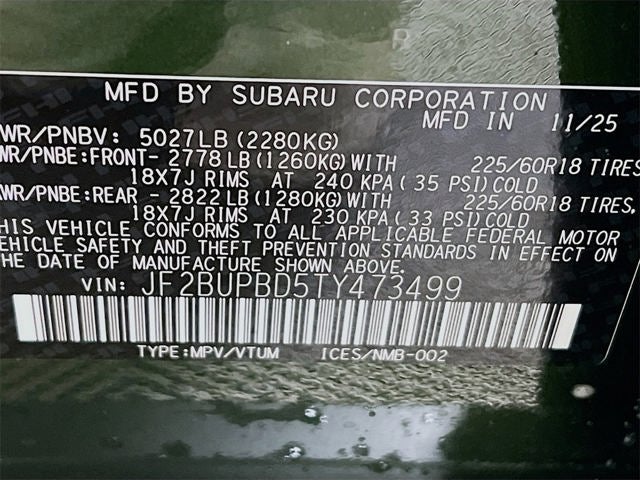 MFD BY SUBARU CORPORATION
MFD IN 11/25
WR/PNBV: 5027LB (2280KG)
WR/PNBE:FRONT- 2778 LB (1260KG) WITH 225/60R18 TIRES
18X7J RIMS AT 240 KPA (35 PSI) COLD
WR/PNBE:REAR - 2822 LB (1280KG) WITH 225/60R18 TIRES,
18X7J RIMS AT 230 KPA (33 PSI) COLD
THIS VEHICLE CONFORMS TO ALL APPLICABLE FEDERAL MOTOR
VEHICLE SAFETY AND THEFT PREVENTION STANDARDS IN EFFECT ON
THE DATE OF MANUFACTURE SHOWN ABOVE.
VIN: JF2BUPBD5TY473499
TYPE:MPV/VTUM ICES/NMB-002